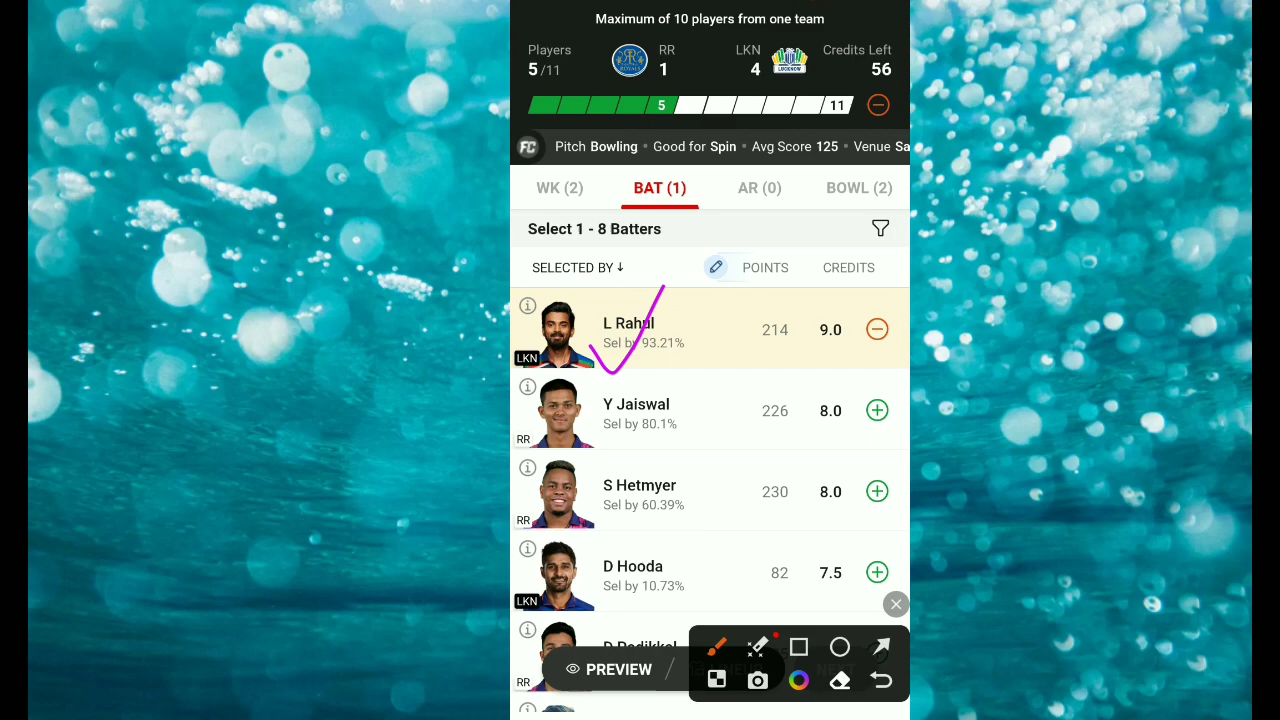 Maximum of 10 players from one team
Players RR LKN Credits Left
5 /11 1 4 56
5 11
FC Pitch Bowling • Good for Spin • Avg Score 125 • Venue Sa
WK (2) BAT (1) AR (0) BOWL (2)
Select 1 - 8 Batters
SELECTED BY ↓ POINTS CREDITS
L Rahul
Sel by 93.21%
214 9.0
LKN
Y Jaiswal
Sel by 80.1%
226 8.0
RR
S Hetmyer
Sel by 60.39%
230 8.0
RR
D Hooda
Sel by 10.73%
82 7.5
LKN
RR
PREVIEW